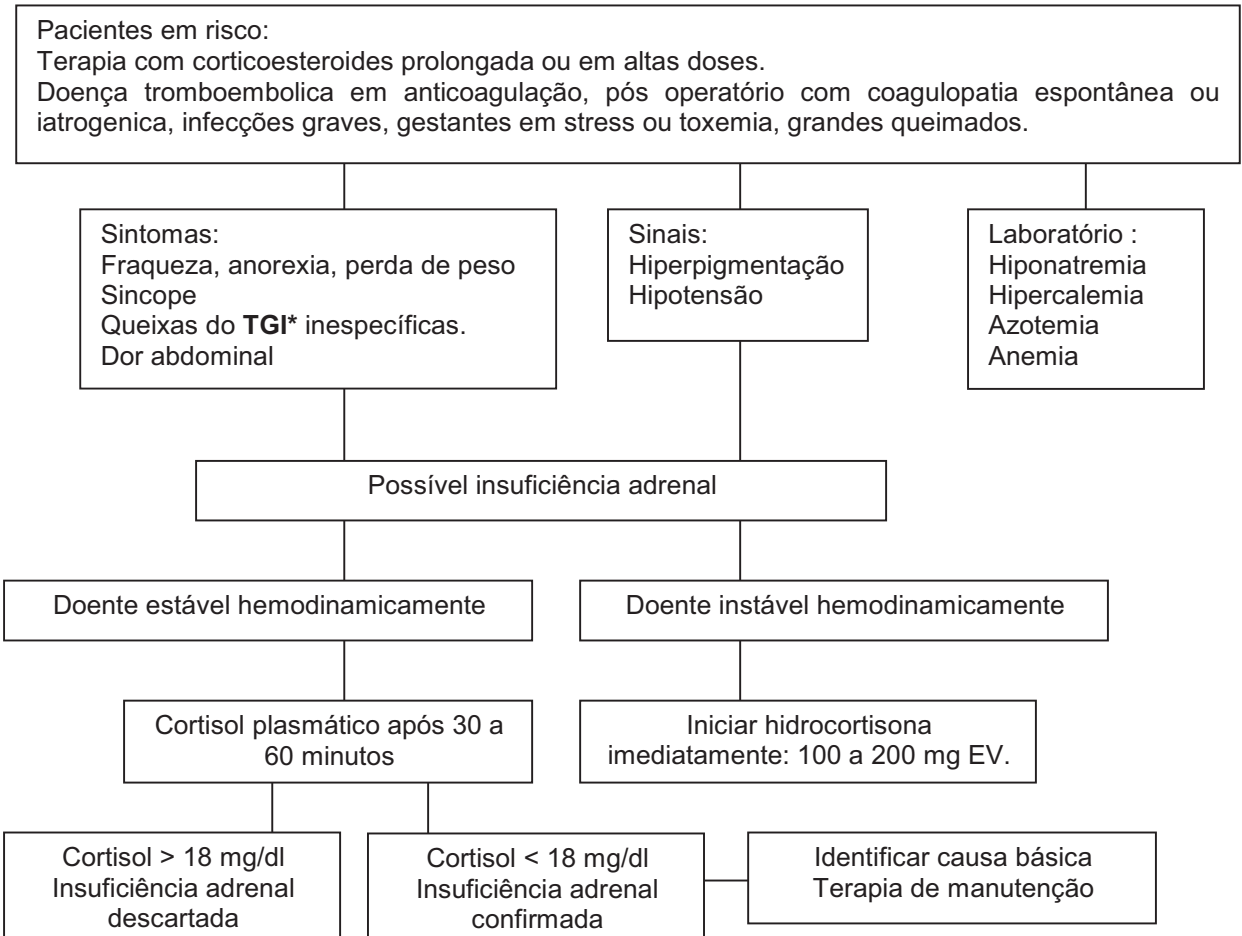 Pacientes em risco:
Terapia com corticoesteroides prolongada ou em altas doses.
Doença tromboembolica em anticoagulação, pós operatório com coagulopatia espontânea ou
iatrogenica, infecções graves, gestantes em stress ou toxemia, grandes queimados.
Sintomas:
Fraqueza, anorexia, perda de peso
Sincope
Queixas do TGI* inespecíficas.
Dor abdominal
Sinais:
Hiperpigmentação
Hipotensão
Laboratório :
Hiponatremia
Hipercalemia
Azotemia
Anemia
Possível insuficiência adrenal
Doente estável hemodinamicamente
Doente instável hemodinamicamente
Cortisol plasmático após 30 a
60 minutos
Iniciar hidrocortisona
imediatamente: 100 a 200 mg EV.
Cortisol > 18 mg/dl
Insuficiência adrenal
descartada
Cortisol < 18 mg/dl
Insuficiência adrenal
confirmada
Identificar causa básica
Terapia de manutenção